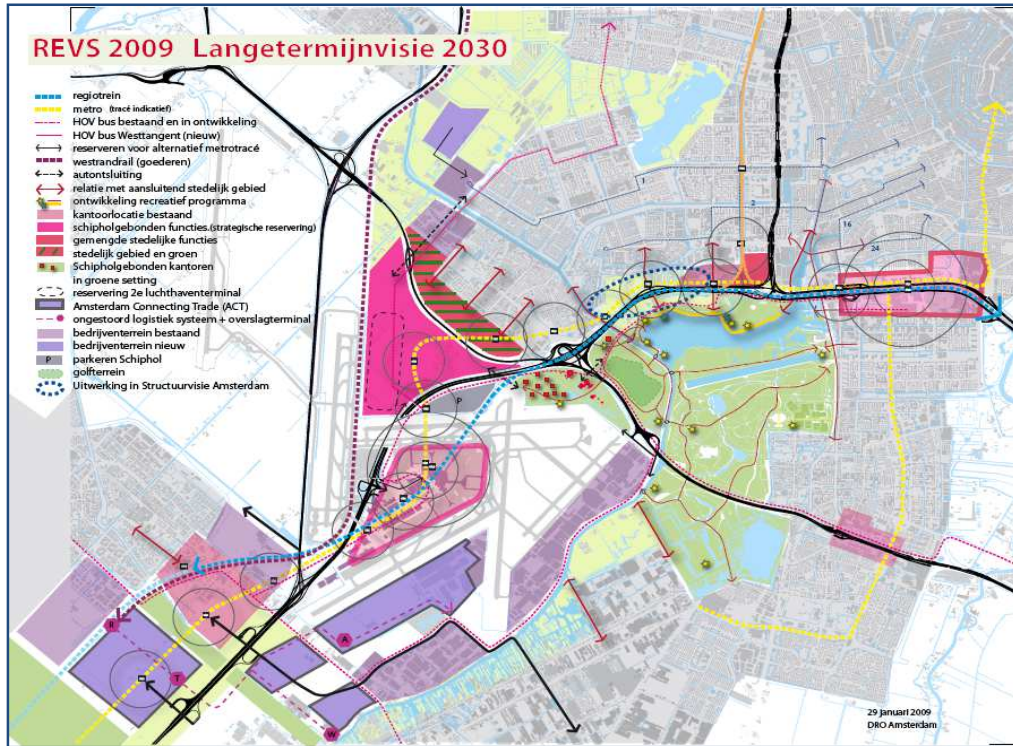 REVS 2009 Langetermijnvisie 2030
regiotrein
metro (tracé indicatief)
HOV bus bestaand en in ontwikkeling
HOV bus Westtangent (nieuw)
reserveren voor alternatief metrotracé
westrandrail (goederen)
autontsluiting
relatie met aansluitend stedelijk gebied
ontwikkeling recreatief programma
kantoorlocatie bestaand
schipholgebonden functies.(strategische reservering)
gemengde stedelijke functies
stedelijk gebied en groen
Schipholgebonden kantoren
in groene setting
reservering 2e luchthaventerminal
Amsterdam Connecting Trade (ACT)
ongestoord logistiek systeem + overslagterminal
bedrijventerrein bestaand
bedrijventerrein nieuw
P parkeren Schiphol
golfterrein
Uitwerking in Structuurvisie Amsterdam
1
2
16
24
P
R
A
T
W
29 januari 2009
DRO Amsterdam